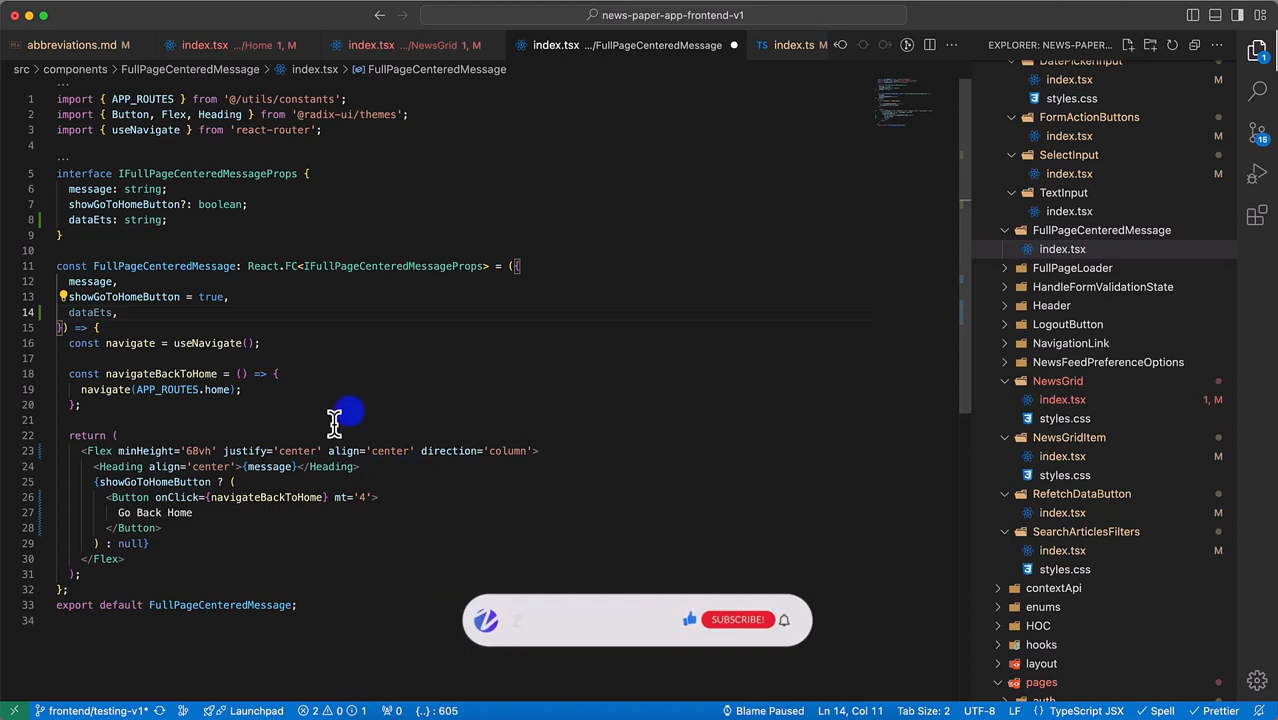 news-paper-app-frontend-v1
abbreviations.md M
index.tsx .../Home 1, M
index.tsx .../NewsGrid 1, M
index.tsx .../FullPageCenteredMessage
TS index.ts M
EXPLORER: NEWS-PAPER...
src > components > FullPageCenteredMessage > index.tsx > FullPageCenteredMessage
...
1 import { APP_ROUTES } from '@/utils/constants';
2 import { Button, Flex, Heading } from '@radix-ui/themes';
3 import { useNavigate } from 'react-router';
4
...
5 interface IFullPageCenteredMessageProps {
6 message: string;
7 showGoToHomeButton?: boolean;
8 dataEts: string;
9 }
10
11 const FullPageCenteredMessage: React.FC<IFullPageCenteredMessageProps> = ({
12 message,
13 showGoToHomeButton = true,
14 dataEts,
15 }) => {
16 const navigate = useNavigate();
17
18 const navigateBackToHome = () => {
19 navigate(APP_ROUTES.home);
20 };
21
22 return (
23 <Flex minHeight='68vh' justify='center' align='center' direction='column'>
24 <Heading align='center'>{message}</Heading>
25 {showGoToHomeButton ? (
26 <Button onClick={navigateBackToHome} mt='4'>
27 Go Back Home
28 </Button>
29 ) : null}
30 </Flex>
31 );
32 };
33 export default FullPageCenteredMessage;
34
SUBSCRIBE!
DatePickerInput
index.tsx M
styles.css
FormActionButtons
index.tsx M
SelectInput
index.tsx M
TextInput
index.tsx M
FullPageCenteredMessage
index.tsx
FullPageLoader
HandleFormValidationState
Header
LogoutButton
NavigationLink
NewsFeedPreferenceOptions
NewsGrid
index.tsx 1, M
styles.css
NewsGridItem
index.tsx M
styles.css
RefetchDataButton
index.tsx M
SearchArticlesFilters
index.tsx M
styles.css
contextApi
enums
HOC
hooks
layout
pages
auth
1
15
frontend/testing-v1*
Launchpad
2 0 1
0
{..} : 605
Blame Paused
Ln 14, Col 11
Tab Size: 2
UTF-8
LF
{ } TypeScript JSX
Spell
Prettier